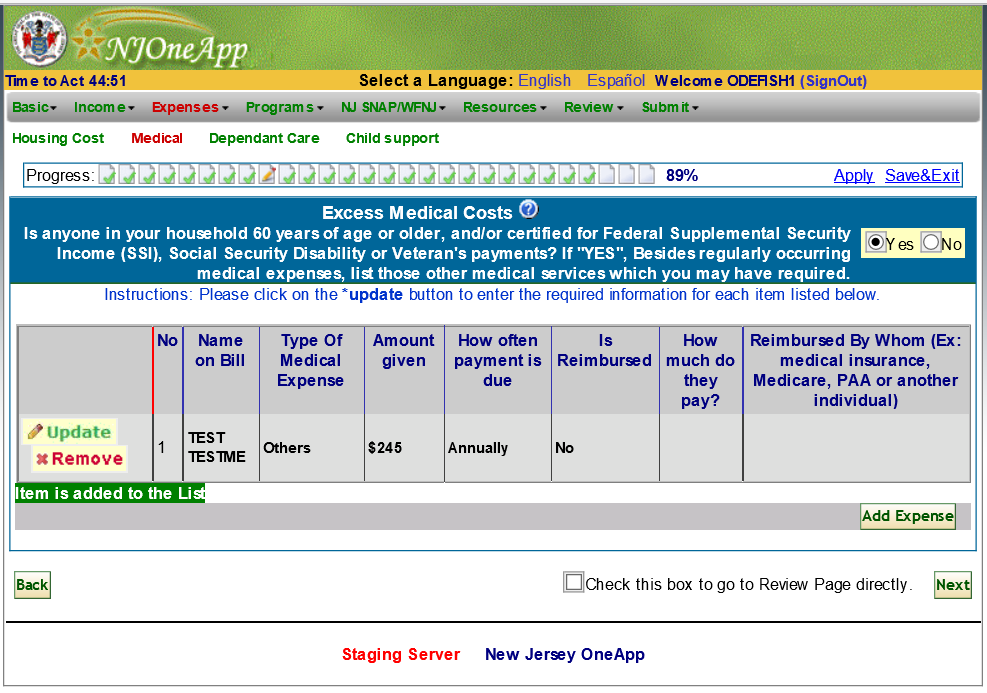 NJOneApp
Time to Act 44:51 Select a Language: English Español Welcome ODEFISH1 (SignOut)
Basic Income Expenses Programs NJ SNAP/WFNJ Resources Review Submit
Housing Cost Medical Dependant Care Child support
Progress: 89% Apply Save&Exit
Excess Medical Costs ?
Is anyone in your household 60 years of age or older, and/or certified for Federal Supplemental Security
Income (SSI), Social Security Disability or Veteran's payments? If "YES", Besides regularly occurring
medical expenses, list those other medical services which you may have required.
Yes No
Instructions: Please click on the *update button to enter the required information for each item listed below.
No Name Type Of Amount How often Is How Reimbursed By Whom (Ex:
on Bill Medical given payment is Reimbursed much do medical insurance,
Expense due they Medicare, PAA or another
pay? individual)
Update
Remove
1 TEST Others $245 Annually No
TESTME
Item is added to the List
Add Expense
Back Check this box to go to Review Page directly. Next
Staging Server New Jersey OneApp